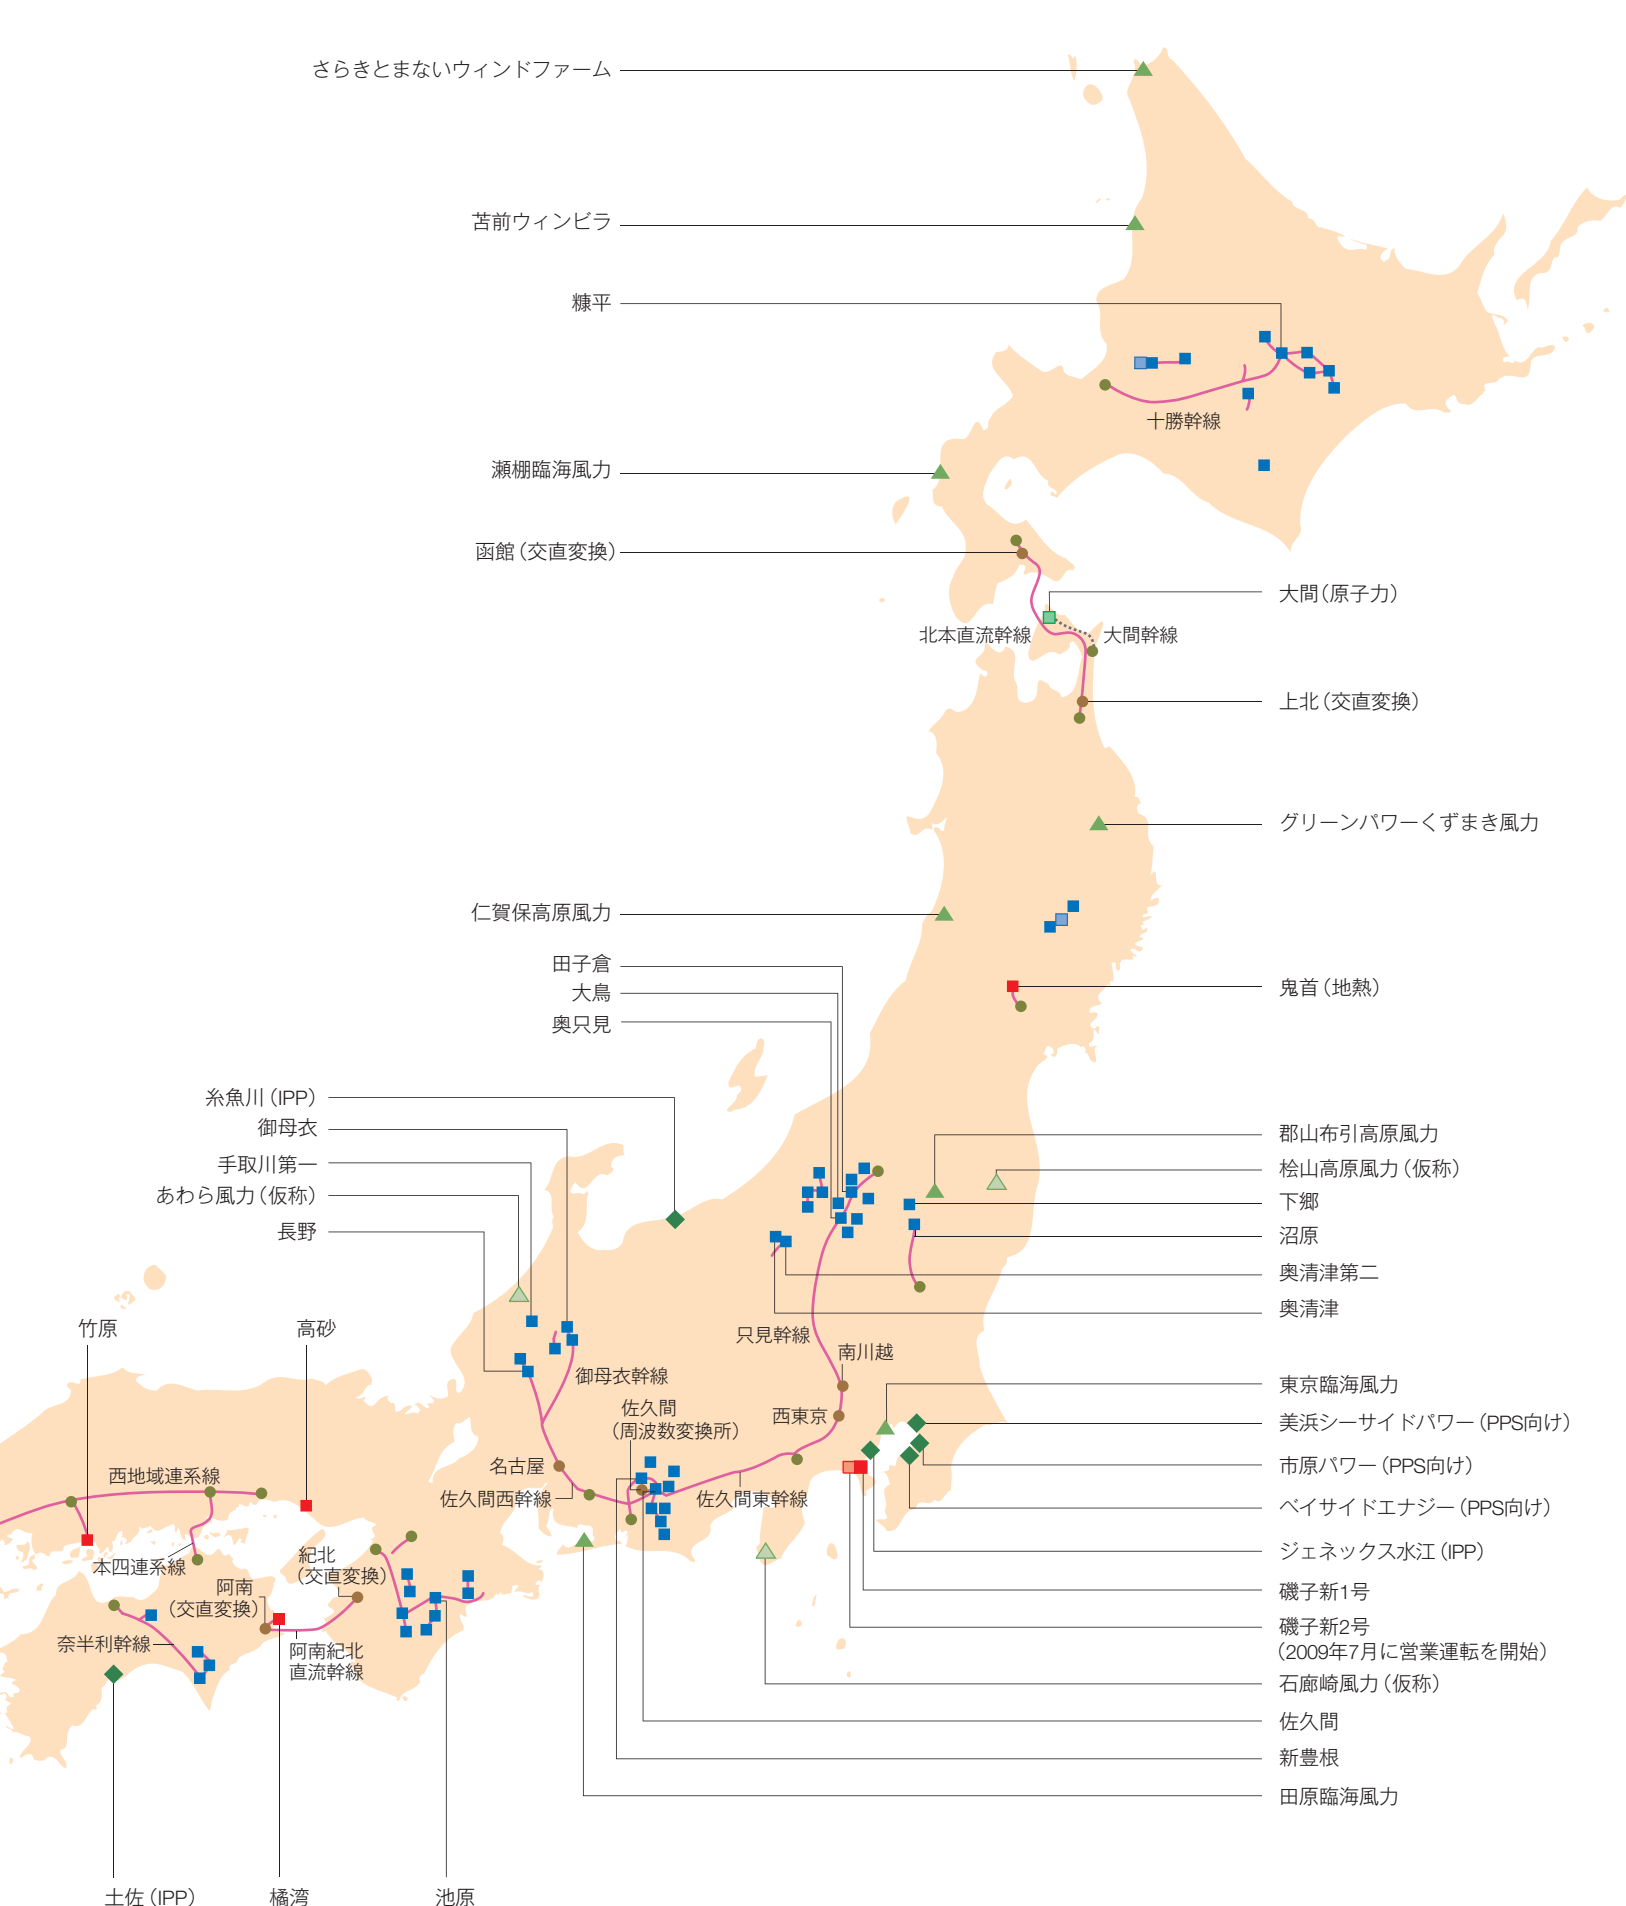 さらきとまないウィンドファーム
苫前ウィンビラ
糠平
十勝幹線
瀬棚臨海風力
函館(交直変換)
大間(原子力)
北本直流幹線
大間幹線
上北(交直変換)
グリーンパワーくずまき風力
仁賀保高原風力
田子倉
大鳥
奥只見
鬼首(地熱)
糸魚川(IPP)
御母衣
手取川第一
あわら風力(仮称)
長野
郡山布引高原風力
桧山高原風力(仮称)
下郷
沼原
奥清津第二
奥清津
竹原
高砂
只見幹線
南川越
御母衣幹線
佐久間
(周波数変換所)
西東京
東京臨海風力
美浜シーサイドパワー(PPS向け)
市原パワー(PPS向け)
ベイサイドエナジー(PPS向け)
ジェネックス水江(IPP)
磯子新1号
磯子新2号
(2009年7月に営業運転を開始)
石廊崎風力(仮称)
佐久間
新豊根
田原臨海風力
名古屋
西地域連系線
佐久間西幹線
佐久間東幹線
本四連系線
紀北
(交直変換)
阿南
(交直変換)
奈半利幹線
阿南紀北
直流幹線
土佐(IPP)
橘湾
池原